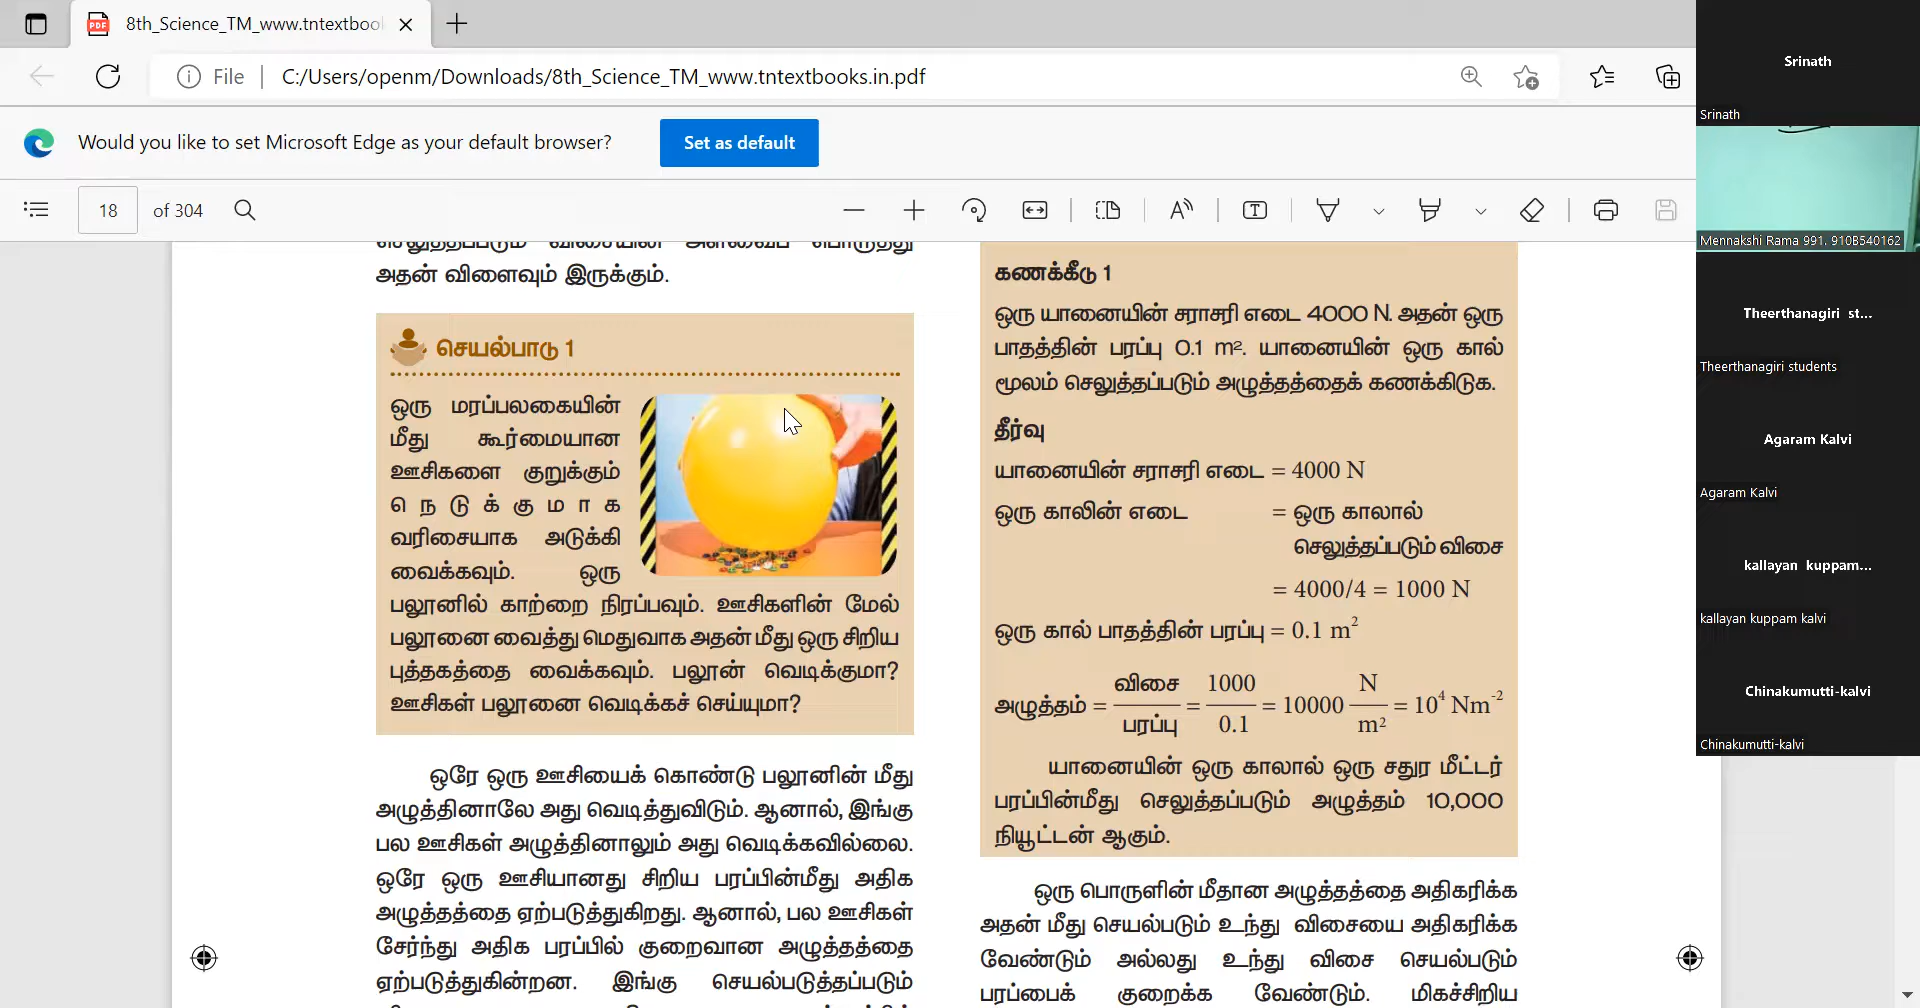 8th_Science_TM_www.tntextboo
File
C:/Users/openm/Downloads/8th_Science_TM_www.tntextbooks.in.pdf
Would you like to set Microsoft Edge as your default browser?
Set as default
18 of 304
செலுத்தப்படும் விசையின் அளவைப் பொருத்து
அதன் விளைவும் இருக்கும்.
செயல்பாடு 1
ஒரு மரப்பலகையின்
மீது கூர்மையான
ஊசிகளை குறுக்கும்
நெடுக்குமாக
வரிசையாக அடுக்கி
வைக்கவும். ஒரு
பலூனில் காற்றை நிரப்பவும். ஊசிகளின் மேல்
பலூனை வைத்து மெதுவாக அதன் மீது ஒரு சிறிய
புத்தகத்தை வைக்கவும். பலூன் வெடிக்குமா?
ஊசிகள் பலூனை வெடிக்கச் செய்யுமா?
ஒரே ஒரு ஊசியைக் கொண்டு பலூனின் மீது
அழுத்தினாலே அது வெடித்துவிடும். ஆனால், இங்கு
பல ஊசிகள் அழுத்தினாலும் அது வெடிக்கவில்லை.
ஒரே ஒரு ஊசியானது சிறிய பரப்பின்மீது அதிக
அழுத்தத்தை ஏற்படுத்துகிறது. ஆனால், பல ஊசிகள்
சேர்ந்து அதிக பரப்பில் குறைவான அழுத்தத்தை
ஏற்படுத்துகின்றன. இங்கு செயல்படுத்தப்படும்
கணக்கீடு 1
ஒரு யானையின் சராசரி எடை 4000 N. அதன் ஒரு
பாதத்தின் பரப்பு 0.1 m². யானையின் ஒரு கால்
மூலம் செலுத்தப்படும் அழுத்தத்தைக் கணக்கிடுக.
தீர்வு
யானையின் சராசரி எடை = 4000 N
ஒரு காலின் எடை = ஒரு காலால்
செலுத்தப்படும் விசை
= 4000/4 = 1000 N
ஒரு கால் பாதத்தின் பரப்பு = 0.1 m²
அழுத்தம் = விசை/பரப்பு = 1000/0.1 = 10000 N/m² = 10⁴ Nm⁻²
யானையின் ஒரு காலால் ஒரு சதுர மீட்டர்
பரப்பின்மீது செலுத்தப்படும் அழுத்தம் 10,000
நியூட்டன் ஆகும்.
ஒரு பொருளின் மீதான அழுத்தத்தை அதிகரிக்க
அதன் மீது செயல்படும் உந்து விசையை அதிகரிக்க
வேண்டும் அல்லது உந்து விசை செயல்படும்
பரப்பைக் குறைக்க வேண்டும். மிகச்சிறிய
Srinath
Srinath
Mennakshi Rama 991. 910B540162
Theerthanagiri st...
Theerthanagiri students
Agaram Kalvi
Agaram Kalvi
kallayan kuppam...
kallayan kuppam kalvi
Chinakumutti-kalvi
Chinakumutti-kalvi